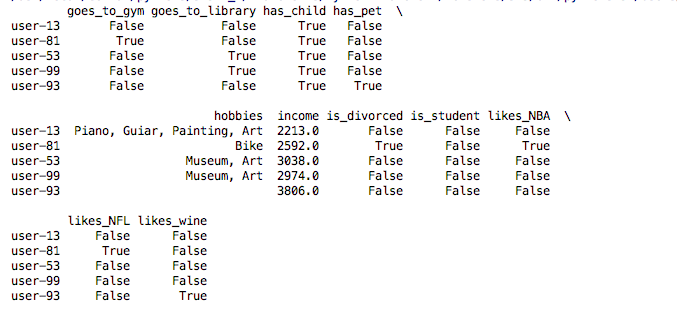 goes_to_gym goes_to_library has_child has_pet \
user-13 False False True False
user-81 True False True False
user-53 False True True False
user-99 False True True False
user-93 False False True True
hobbies income is_divorced is_student likes_NBA \
user-13 Piano, Guiar, Painting, Art 2213.0 False False False
user-81 Bike 2592.0 True False True
user-53 Museum, Art 3038.0 False False False
user-99 Museum, Art 2974.0 False False False
user-93 3806.0 False False False
likes_NFL likes_wine
user-13 False False
user-81 True False
user-53 False False
user-99 False False
user-93 False True